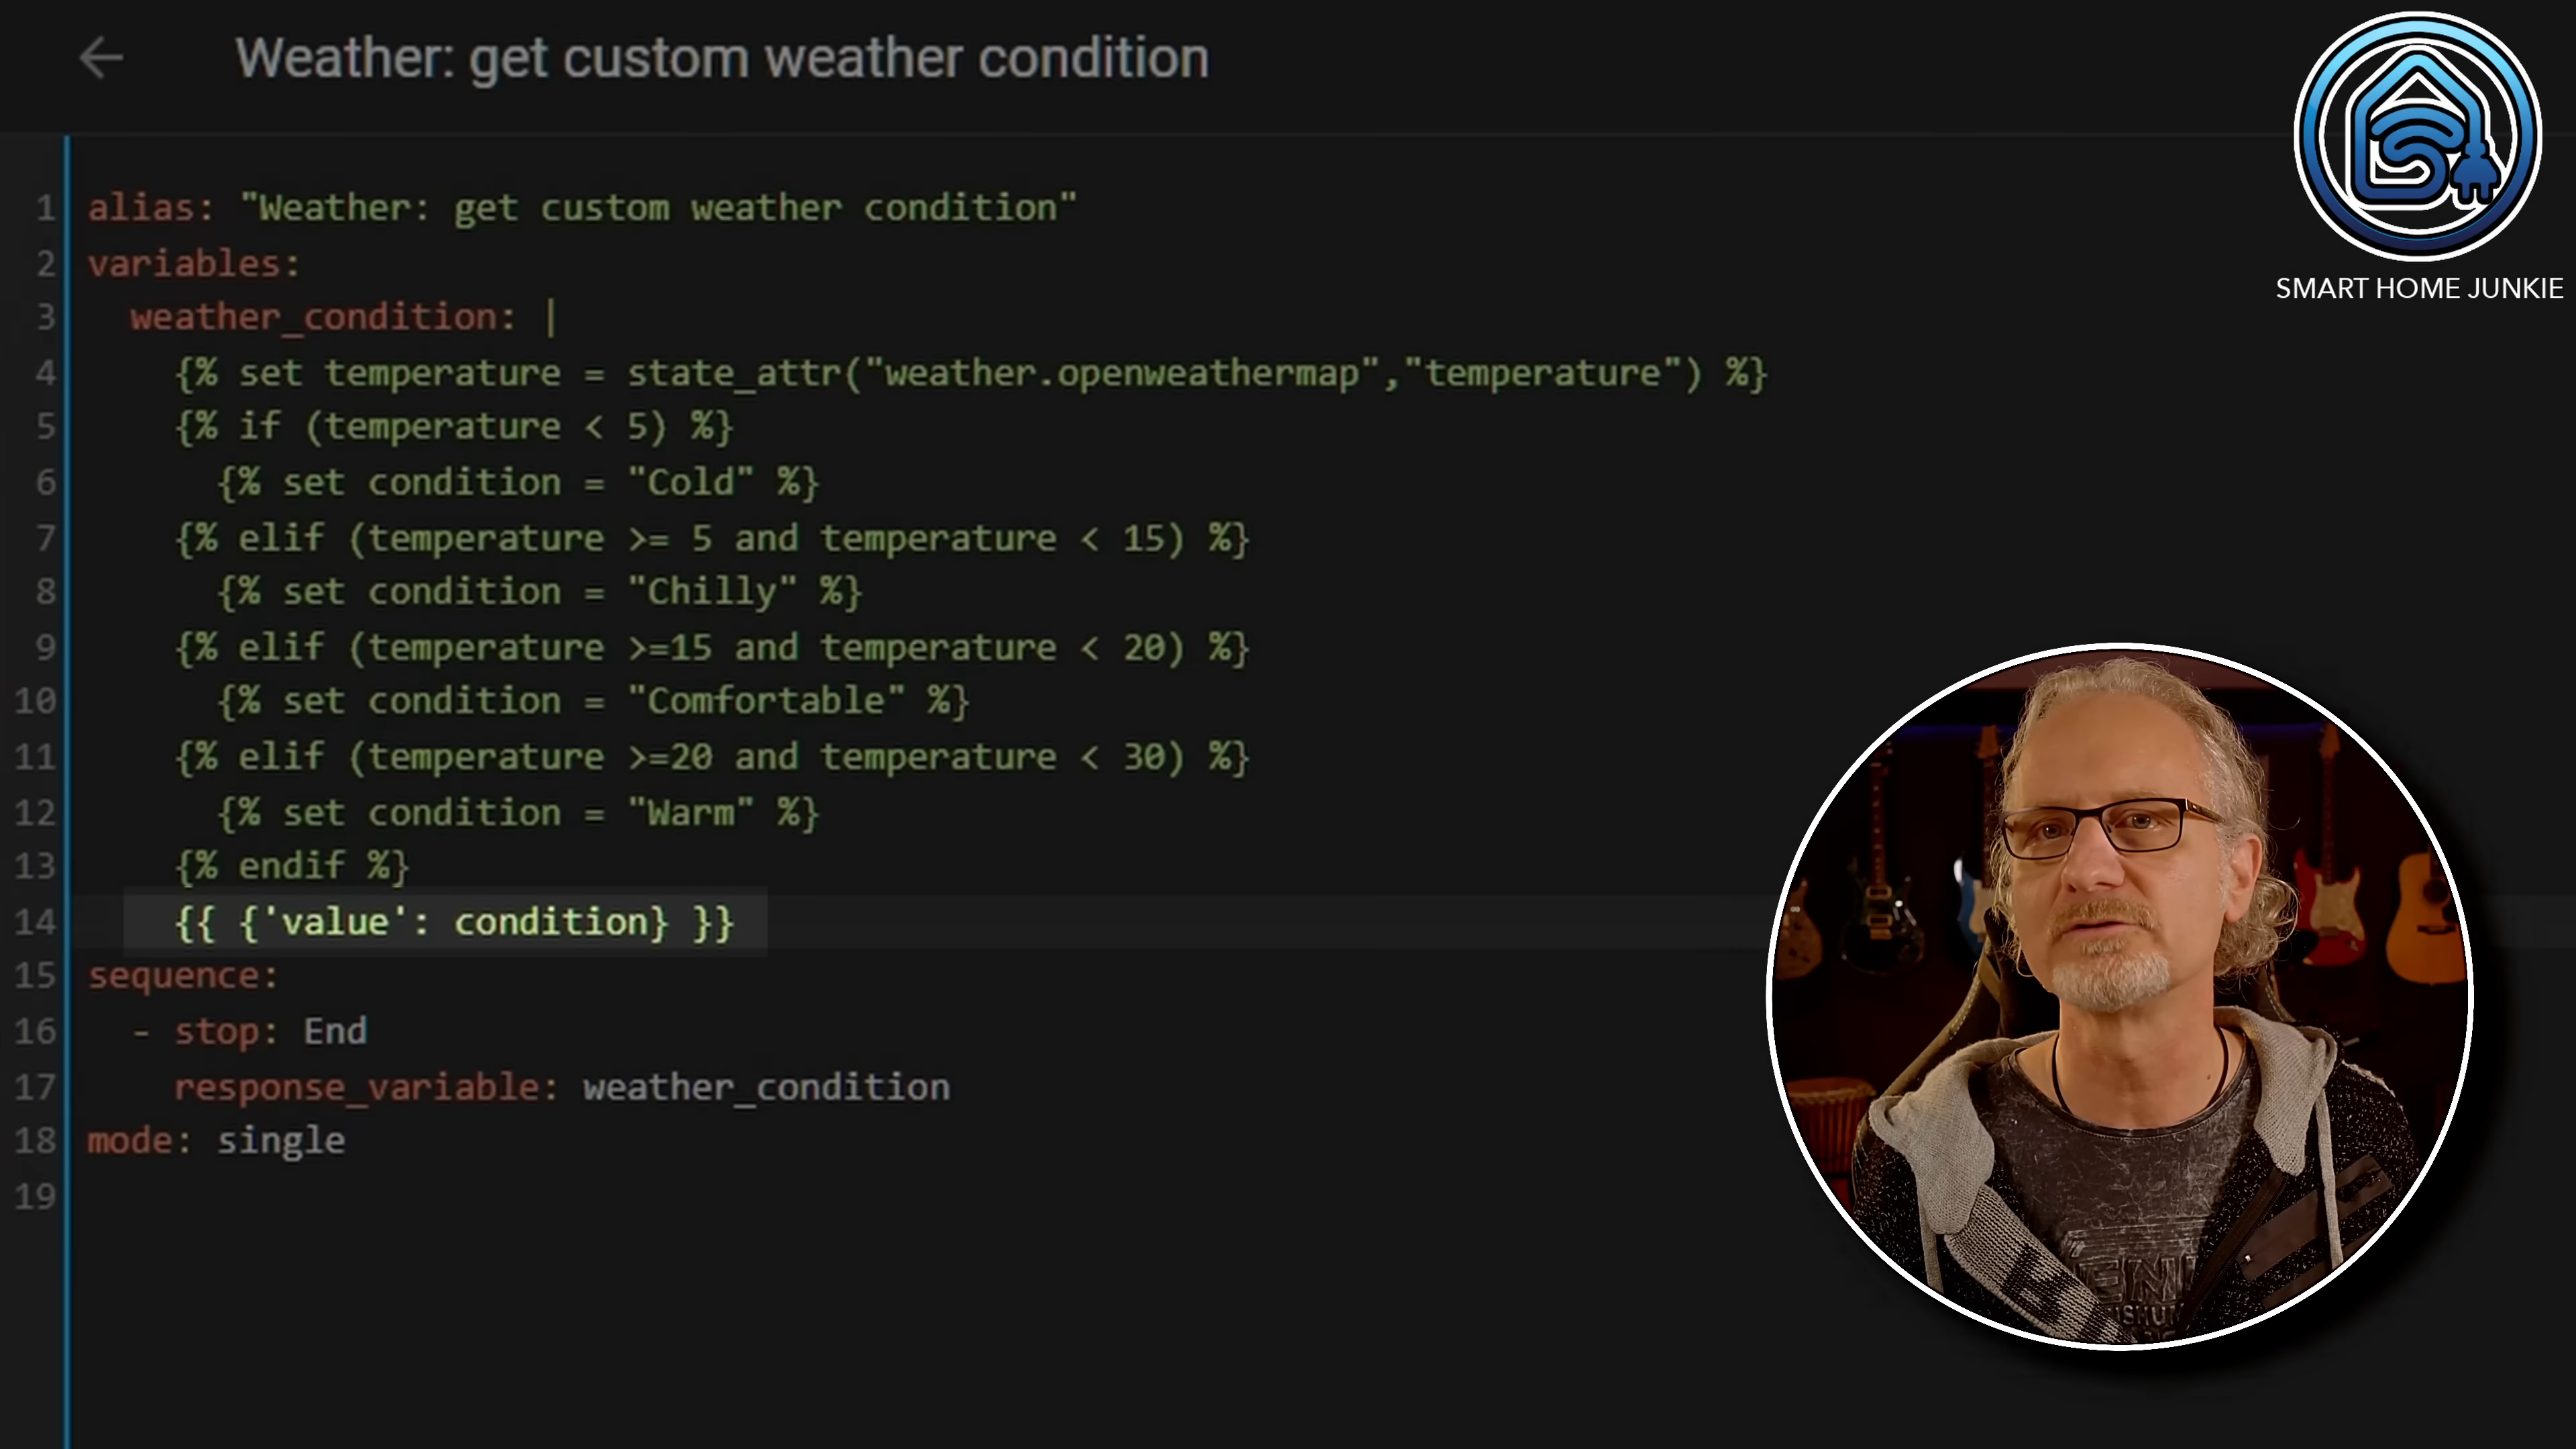 Weather: get custom weather condition
SMART HOME JUNKIE
1 alias: "Weather: get custom weather condition"
2 variables:
3 weather_condition: |
4 {% set temperature = state_attr("weather.openweathermap","temperature") %}
5 {% if (temperature < 5) %}
6 {% set condition = "Cold" %}
7 {% elif (temperature >= 5 and temperature < 15) %}
8 {% set condition = "Chilly" %}
9 {% elif (temperature >=15 and temperature < 20) %}
10 {% set condition = "Comfortable" %}
11 {% elif (temperature >=20 and temperature < 30) %}
12 {% set condition = "Warm" %}
13 {% endif %}
14 {{ {'value': condition} }}
15 sequence:
16 - stop: End
17 response_variable: weather_condition
18 mode: single
19